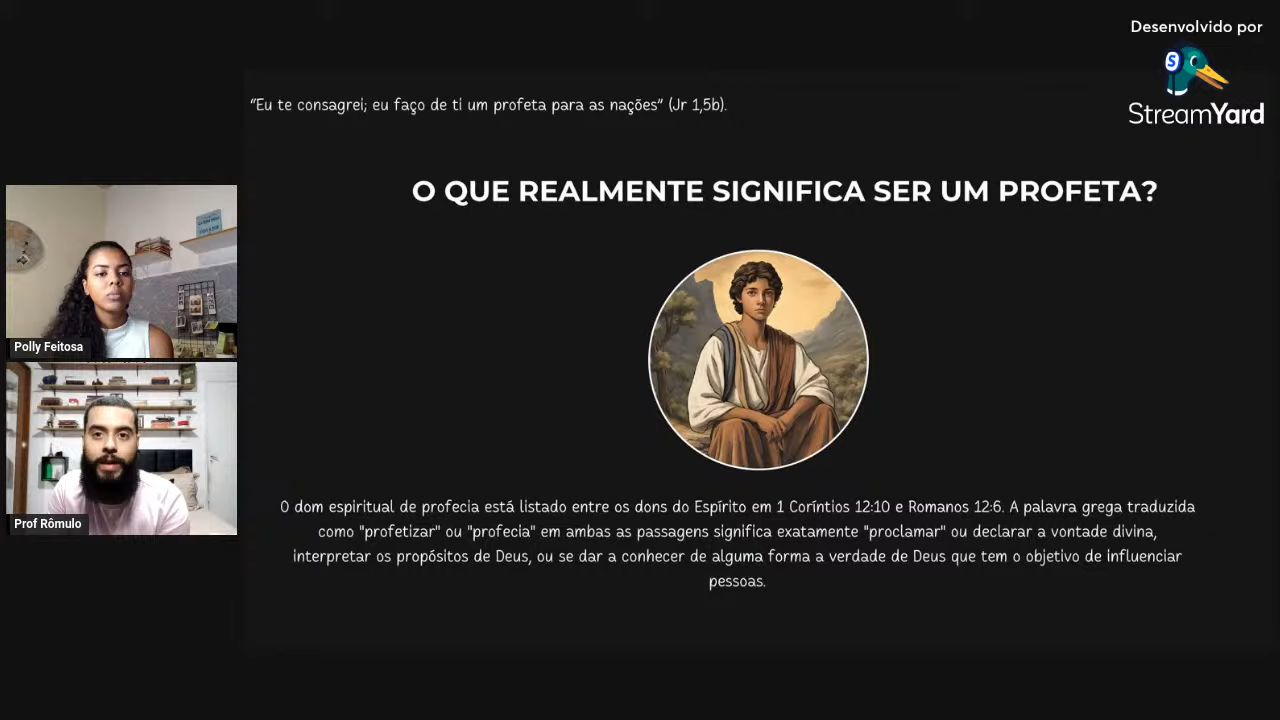 Desenvolvido por
S
StreamYard
“Eu te consagrei; eu faço de ti um profeta para as nações” (Jr 1,5b).
O QUE REALMENTE SIGNIFICA SER UM PROFETA?
Polly Feitosa
Prof Rômulo
O dom espiritual de profecia está listado entre os dons do Espírito em 1 Coríntios 12:10 e Romanos 12:6. A palavra grega traduzida
como "profetizar" ou "profecia" em ambas as passagens significa exatamente "proclamar" ou declarar a vontade divina,
interpretar os propósitos de Deus, ou se dar a conhecer de alguma forma a verdade de Deus que tem o objetivo de influenciar
pessoas.